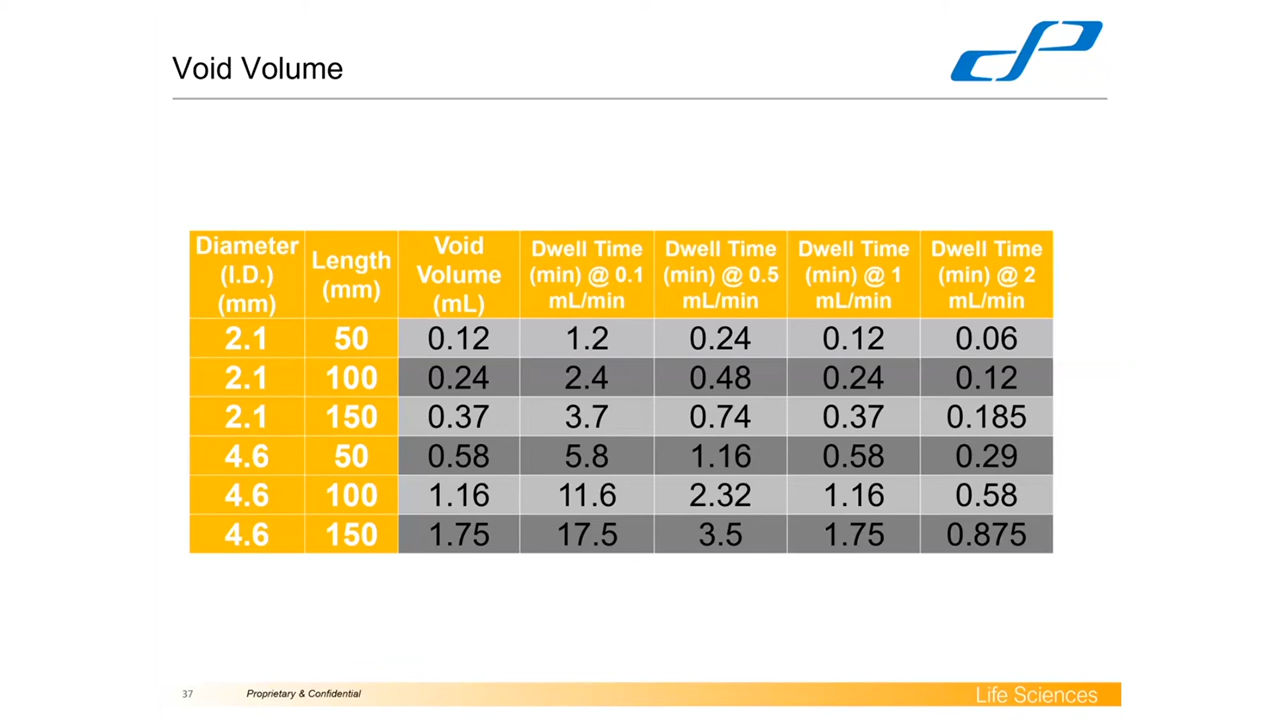 Void Volume
Diameter (I.D.) (mm) Length (mm) Void Volume (mL) Dwell Time (min) @ 0.1 mL/min Dwell Time (min) @ 0.5 mL/min Dwell Time (min) @ 1 mL/min Dwell Time (min) @ 2 mL/min
2.1 50 0.12 1.2 0.24 0.12 0.06
2.1 100 0.24 2.4 0.48 0.24 0.12
2.1 150 0.37 3.7 0.74 0.37 0.185
4.6 50 0.58 5.8 1.16 0.58 0.29
4.6 100 1.16 11.6 2.32 1.16 0.58
4.6 150 1.75 17.5 3.5 1.75 0.875
37 Proprietary & Confidential Life Sciences